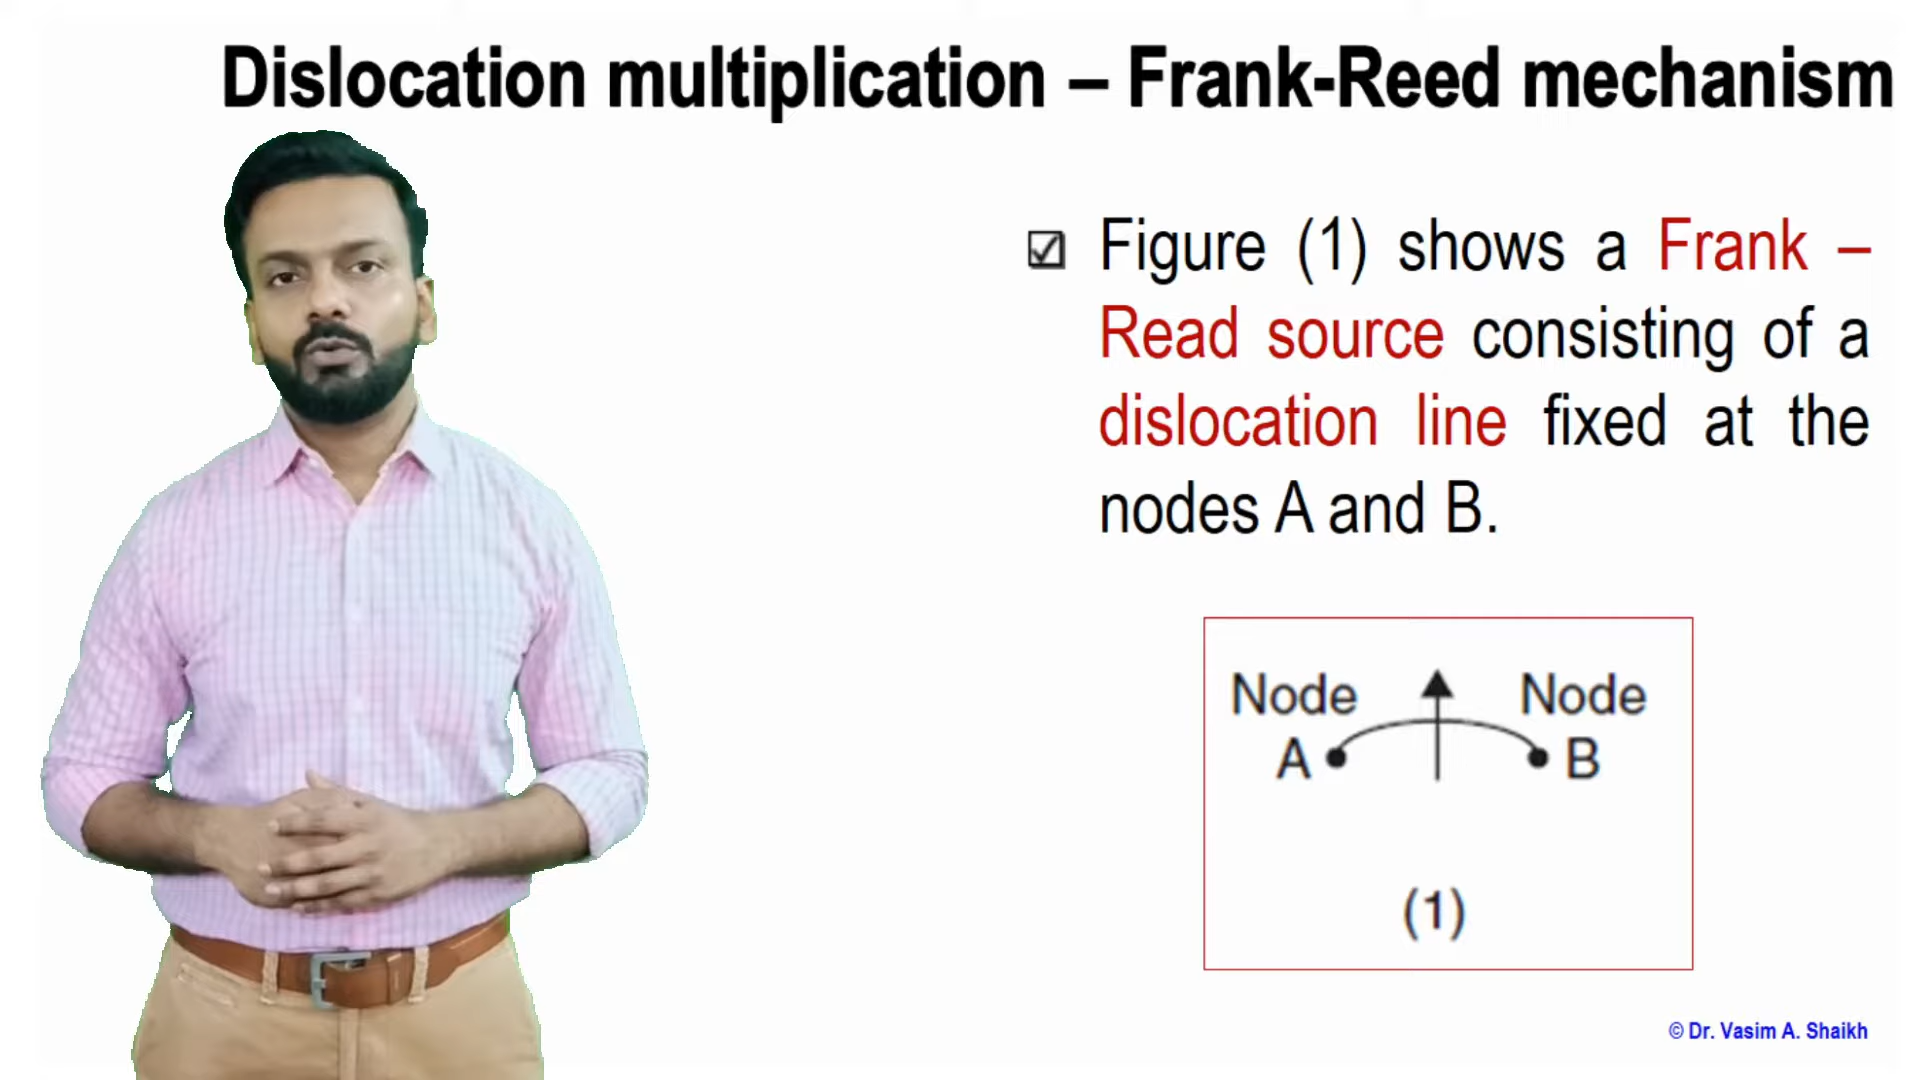 Dislocation multiplication – Frank-Reed mechanism
Figure (1) shows a Frank –
Read source consisting of a
dislocation line fixed at the
nodes A and B.
Node Node
A B
(1)
© Dr. Vasim A. Shaikh